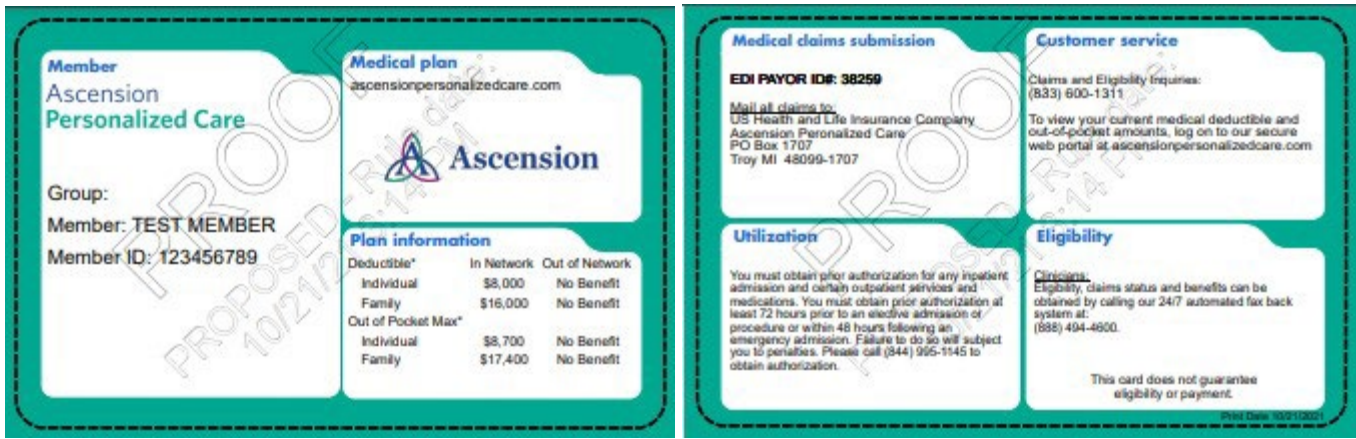 Member
Ascension
Personalized Care
Group:
Member: TEST MEMBER
Member ID: 123456789
Medical plan
ascensionpersonalizedcare.com
Ascension
Plan information
Deductible* In Network Out of Network
Individual $8,000 No Benefit
Family $16,000 No Benefit
Out of Pocket Max*
Individual $8,700 No Benefit
Family $17,400 No Benefit
PROOF
PROPOSED - Run date:
10/21/21
Medical claims submission
EDI PAYOR ID#: 38259
Mail all claims to:
US Health and Life Insurance Company
Ascension Peronalized Care
PO Box 1707
Troy MI 48099-1707
Customer service
Claims and Eligibility Inquiries:
(833) 600-1311
To view your current medical deductible and
out-of-pocket amounts, log on to our secure
web portal at ascensionpersonalizedcare.com
Utilization
You must obtain prior authorization for any inpatient
admission and certain outpatient services and
medications. You must obtain prior authorization at
least 72 hours prior to an elective admission or
procedure or within 48 hours following an
emergency admission. Failure to do so will subject
you to penalties. Please call (844) 995-1145 to
obtain authorization.
Eligibility
Clinicians:
Eligibility, claims status and benefits can be
obtained by calling our 24/7 automated fax back
system at:
(888) 494-4600.
This card does not guarantee
eligibility or payment.
Print Date 10/21/2021
PROOF
PROPOSED - Run date:
10/21/21